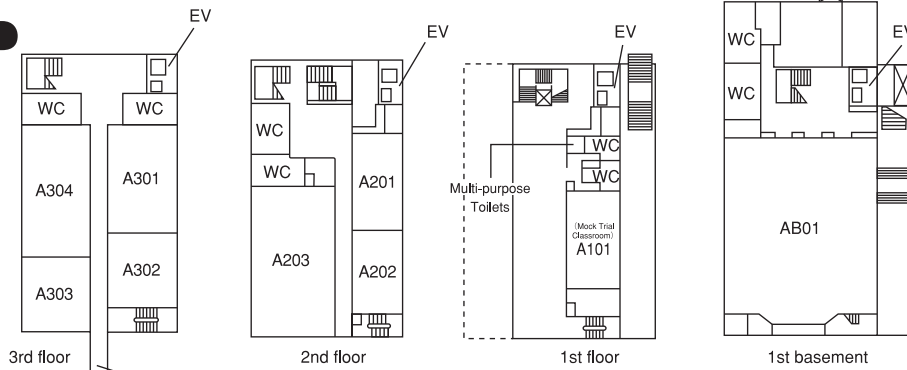 EV
WC
WC
A304
A301
A303
A302
3rd floor
EV
WC
WC
A201
A203
A202
2nd floor
EV
WC
WC
Multi-purpose
Toilets
(Mock Trial
Classroom)
A101
1st floor
WC
EV
WC
AB01
1st basement